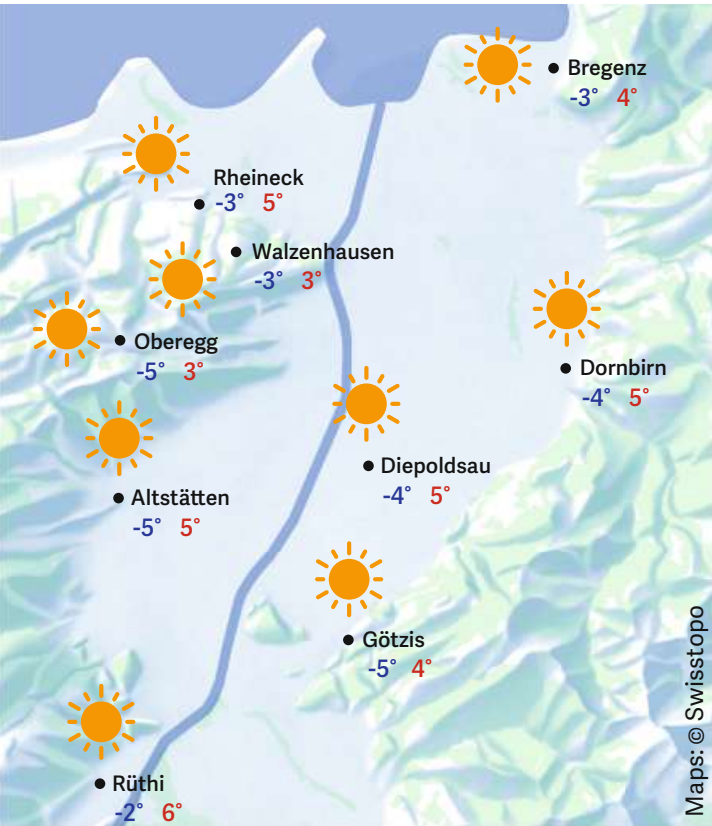 Bregenz
-3° 4°
Rheineck
-3° 5°
Walzenhausen
-3° 3°
Oberegg
-5° 3°
Dornbirn
-4° 5°
Diepoldsau
-4° 5°
Altstätten
-5° 5°
Götzis
-5° 4°
Rüthi
-2° 6°
Maps: © Swisstopo